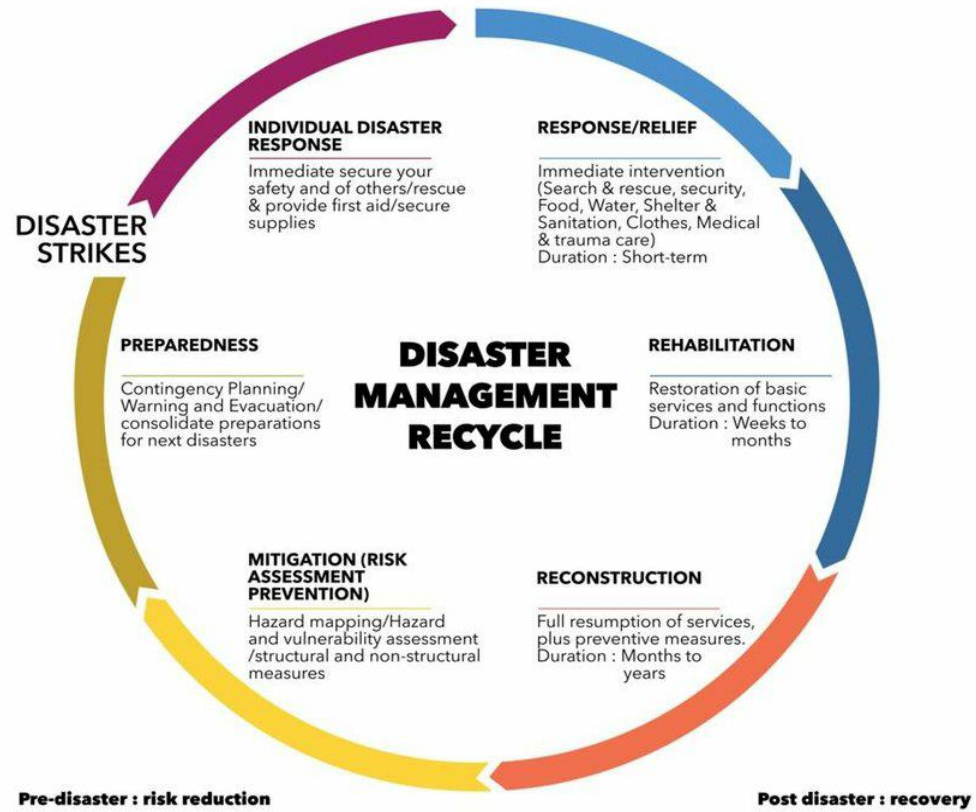 INDIVIDUAL DISASTER
RESPONSE
Immediate secure your
safety and of others/rescue
& provide first aid/secure
supplies
RESPONSE/RELIEF
Immediate intervention
(Search & rescue, security,
Food, Water, Shelter &
Sanitation, Clothes, Medical
& trauma care)
Duration : Short-term
DISASTER
STRIKES
PREPAREDNESS
Contingency Planning/
Warning and Evacuation/
consolidate preparations
for next disasters
DISASTER
MANAGEMENT
RECYCLE
REHABILITATION
Restoration of basic
services and functions
Duration : Weeks to
months
MITIGATION (RISK
ASSESSMENT
PREVENTION)
Hazard mapping/Hazard
and vulnerability assessment
/structural and non-structural
measures
RECONSTRUCTION
Full resumption of services,
plus preventive measures.
Duration : Months to
years
Pre-disaster : risk reduction
Post disaster : recovery